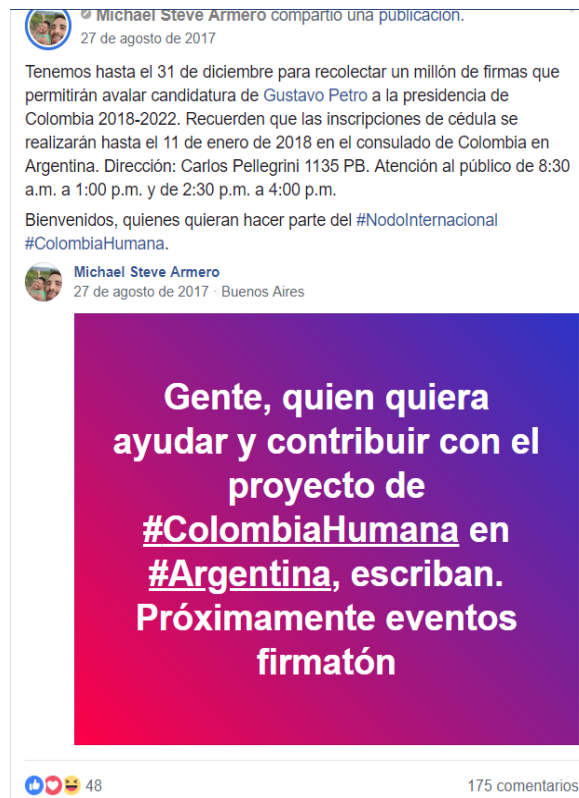 Michael Steve Armero compartió una publicación.
27 de agosto de 2017
Tenemos hasta el 31 de diciembre para recolectar un millón de firmas que
permitirán avalar candidatura de Gustavo Petro a la presidencia de
Colombia 2018-2022. Recuerden que las inscripciones de cédula se
realizarán hasta el 11 de enero de 2018 en el consulado de Colombia en
Argentina. Dirección: Carlos Pellegrini 1135 PB. Atención al público de 8:30
a.m. a 1:00 p.m. y de 2:30 p.m. a 4:00 p.m.
Bienvenidos, quienes quieran hacer parte del #NodoInternacional
#ColombiaHumana.
Michael Steve Armero
27 de agosto de 2017 · Buenos Aires
Gente, quien quiera
ayudar y contribuir con el
proyecto de
#ColombiaHumana en
#Argentina, escriban.
Próximamente eventos
firmatón
48
175 comentarios